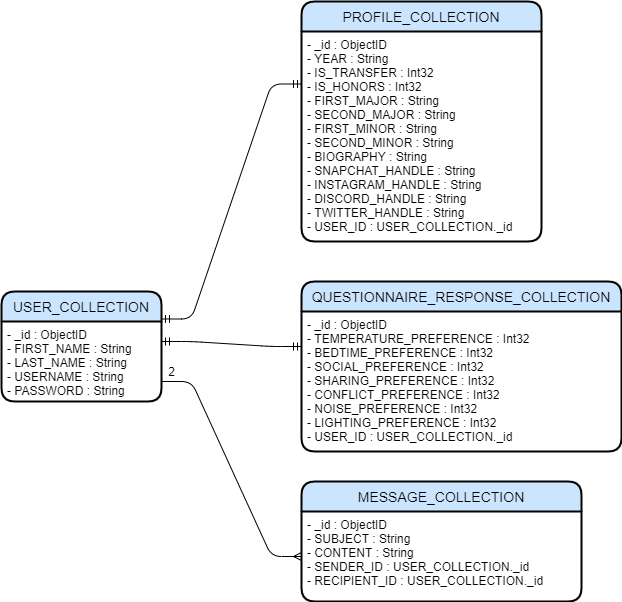 PROFILE_COLLECTION
- _id : ObjectID
- YEAR : String
- IS_TRANSFER : Int32
- IS_HONORS : Int32
- FIRST_MAJOR : String
- SECOND_MAJOR : String
- FIRST_MINOR : String
- SECOND_MINOR : String
- BIOGRAPHY : String
- SNAPCHAT_HANDLE : String
- INSTAGRAM_HANDLE : String
- DISCORD_HANDLE : String
- TWITTER_HANDLE : String
- USER_ID : USER_COLLECTION._id
USER_COLLECTION
- _id : ObjectID
- FIRST_NAME : String
- LAST_NAME : String
- USERNAME : String
- PASSWORD : String
2
QUESTIONNAIRE_RESPONSE_COLLECTION
- _id : ObjectID
- TEMPERATURE_PREFERENCE : Int32
- BEDTIME_PREFERENCE : Int32
- SOCIAL_PREFERENCE : Int32
- SHARING_PREFERENCE : Int32
- CONFLICT_PREFERENCE : Int32
- NOISE_PREFERENCE : Int32
- LIGHTING_PREFERENCE : Int32
- USER_ID : USER_COLLECTION._id
MESSAGE_COLLECTION
- _id : ObjectID
- SUBJECT : String
- CONTENT : String
- SENDER_ID : USER_COLLECTION._id
- RECIPIENT_ID : USER_COLLECTION._id